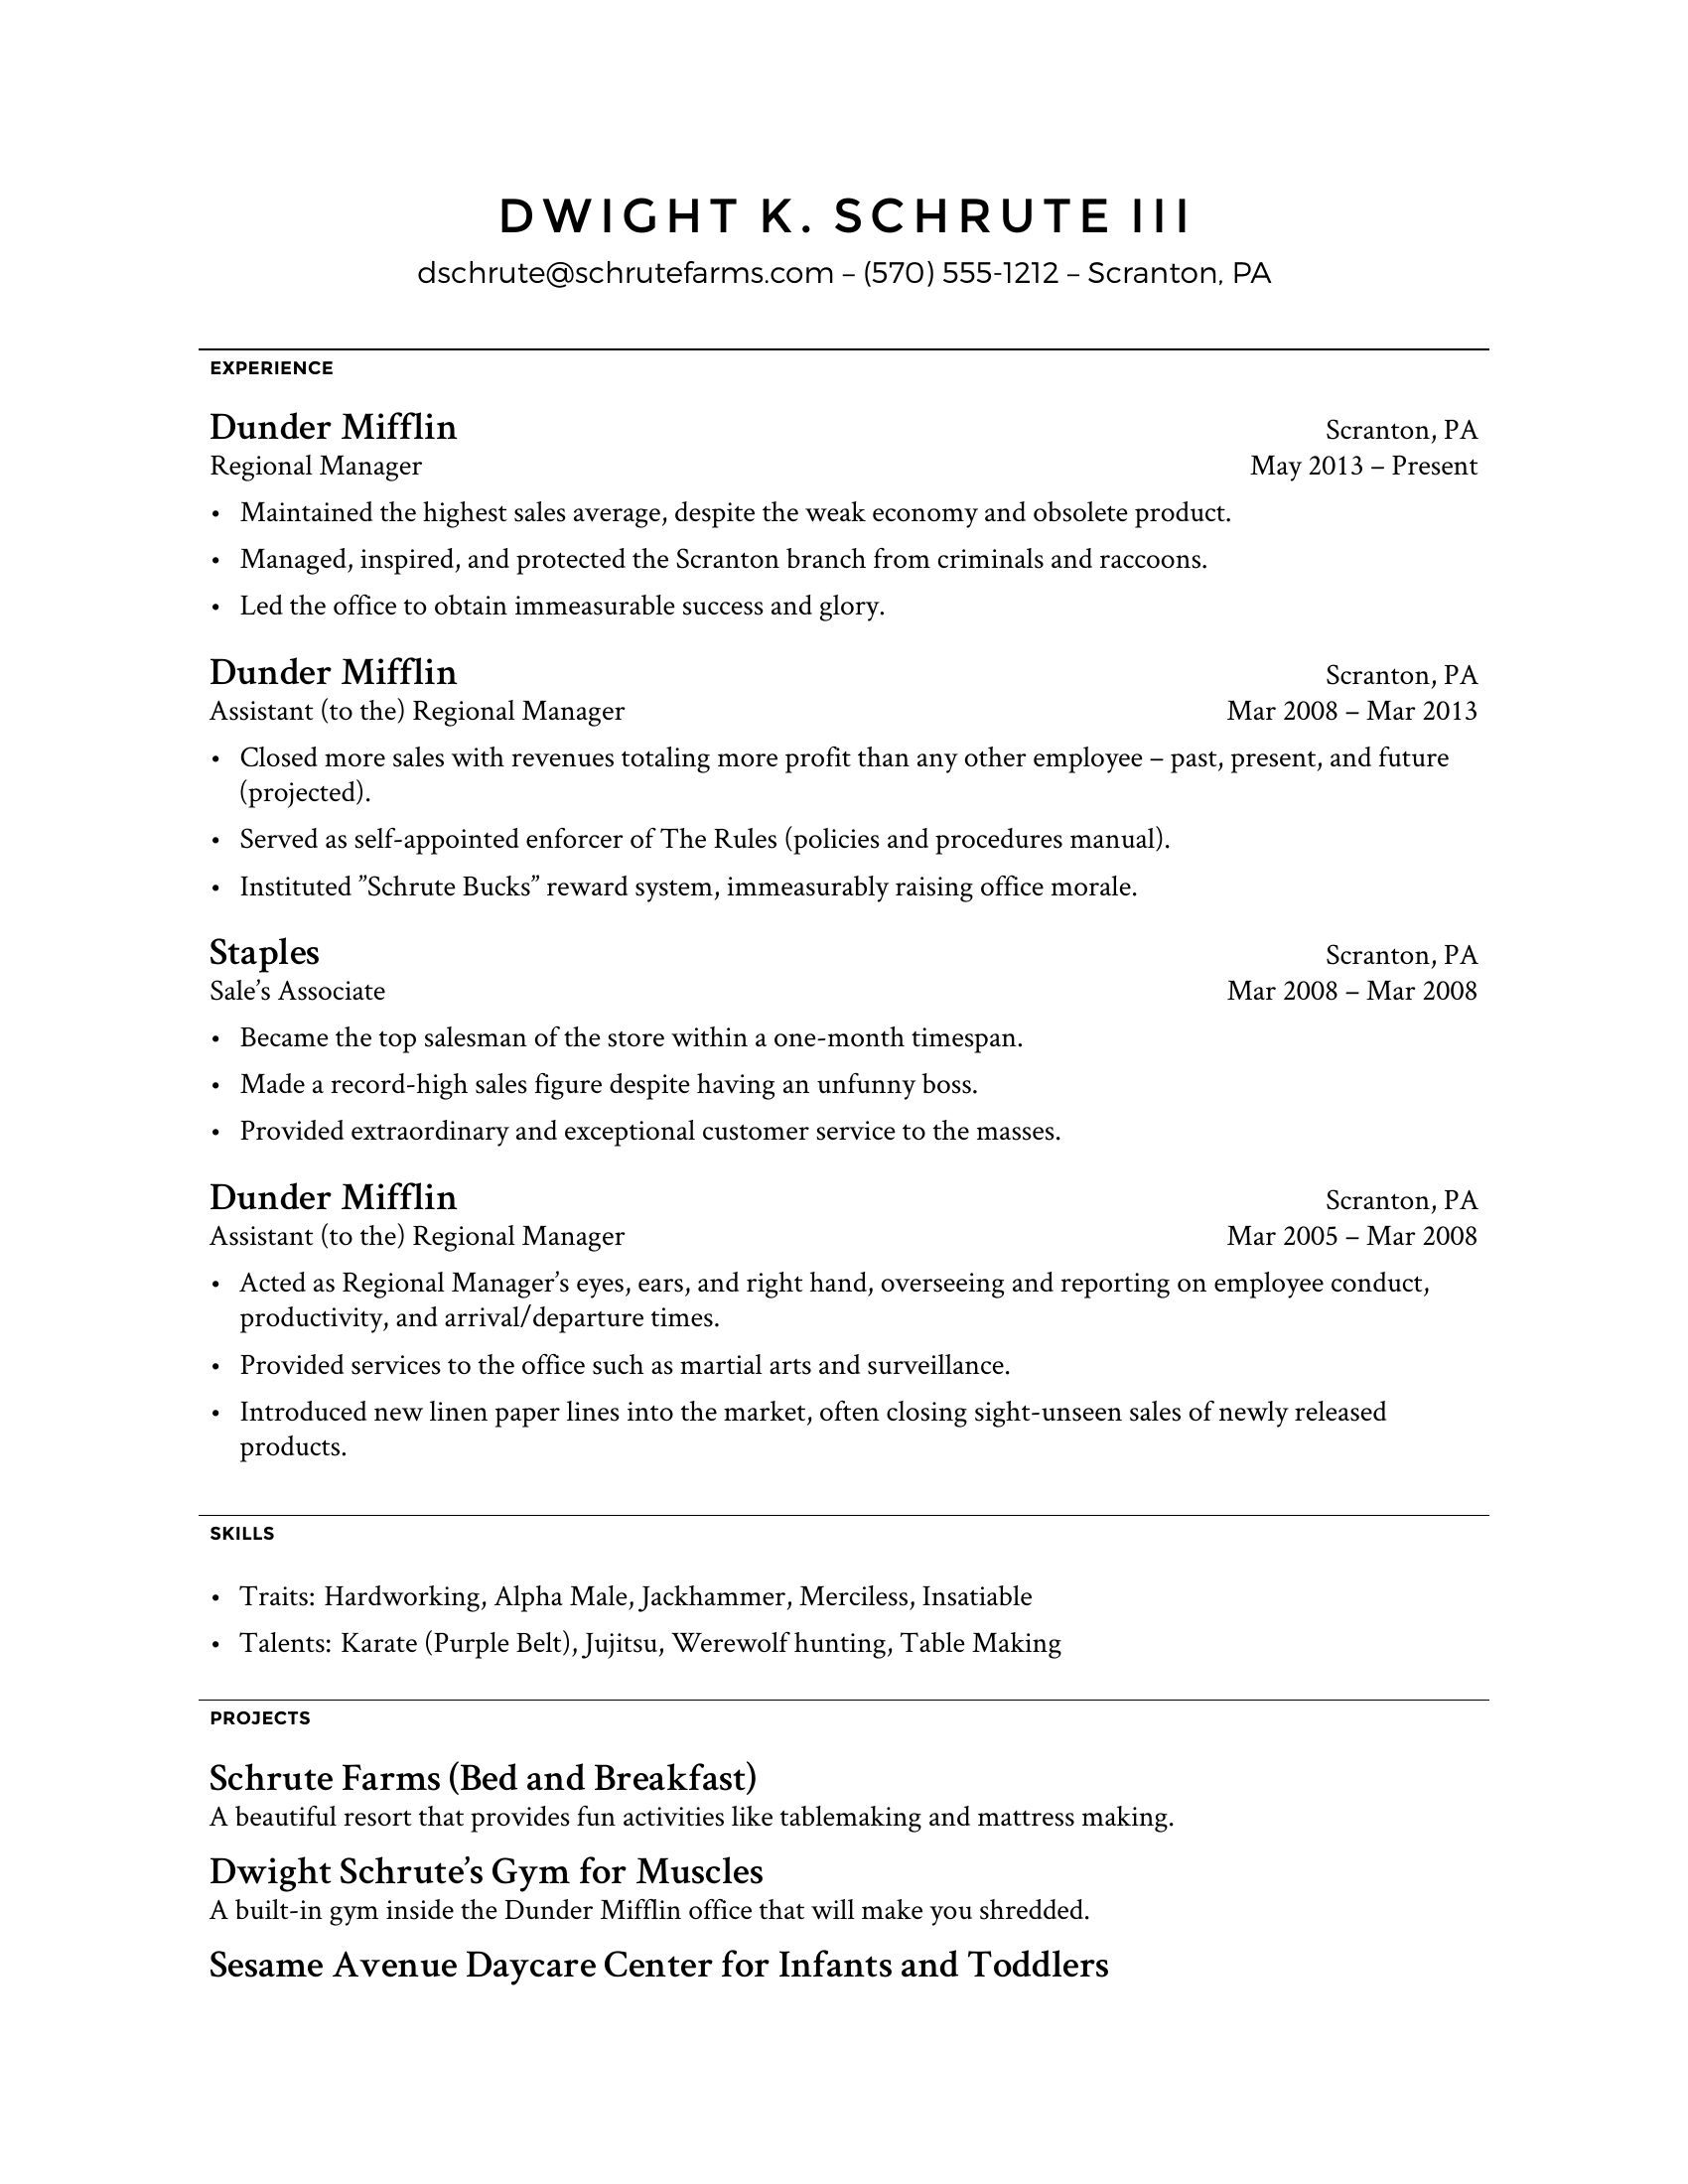 DWIGHT K. SCHRUTE III
dschrute@schrutefarms.com – (570) 555-1212 – Scranton, PA
EXPERIENCE
Dunder Mifflin Scranton, PA
Regional Manager May 2013 – Present
• Maintained the highest sales average, despite the weak economy and obsolete product.
• Managed, inspired, and protected the Scranton branch from criminals and raccoons.
• Led the office to obtain immeasurable success and glory.
Dunder Mifflin Scranton, PA
Assistant (to the) Regional Manager Mar 2008 – Mar 2013
• Closed more sales with revenues totaling more profit than any other employee – past, present, and future
(projected).
• Served as self-appointed enforcer of The Rules (policies and procedures manual).
• Instituted ”Schrute Bucks” reward system, immeasurably raising office morale.
Staples Scranton, PA
Sale’s Associate Mar 2008 – Mar 2008
• Became the top salesman of the store within a one-month timespan.
• Made a record-high sales figure despite having an unfunny boss.
• Provided extraordinary and exceptional customer service to the masses.
Dunder Mifflin Scranton, PA
Assistant (to the) Regional Manager Mar 2005 – Mar 2008
• Acted as Regional Manager’s eyes, ears, and right hand, overseeing and reporting on employee conduct,
productivity, and arrival/departure times.
• Provided services to the office such as martial arts and surveillance.
• Introduced new linen paper lines into the market, often closing sight-unseen sales of newly released
products.
SKILLS
• Traits: Hardworking, Alpha Male, Jackhammer, Merciless, Insatiable
• Talents: Karate (Purple Belt), Jujitsu, Werewolf hunting, Table Making
PROJECTS
Schrute Farms (Bed and Breakfast)
A beautiful resort that provides fun activities like tablemaking and mattress making.
Dwight Schrute’s Gym for Muscles
A built-in gym inside the Dunder Mifflin office that will make you shredded.
Sesame Avenue Daycare Center for Infants and Toddlers